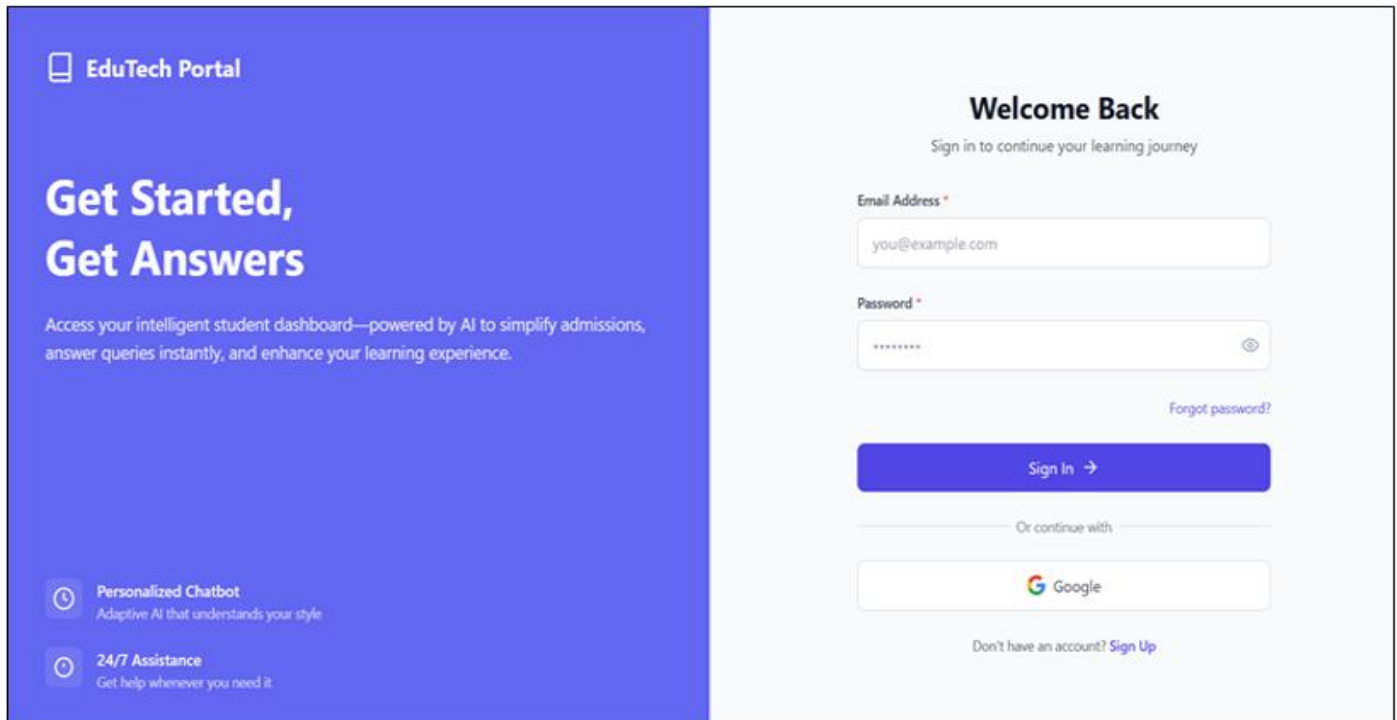 EduTech Portal
Get Started,
Get Answers
Access your intelligent student dashboard—powered by AI to simplify admissions,
answer queries instantly, and enhance your learning experience.
Personalized Chatbot
Adaptive AI that understands your style
24/7 Assistance
Get help whenever you need it
Welcome Back
Sign in to continue your learning journey
Email Address *
you@example.com
Password *
••••••••
Forgot password?
Sign In →
Or continue with
Google
Don't have an account? Sign Up